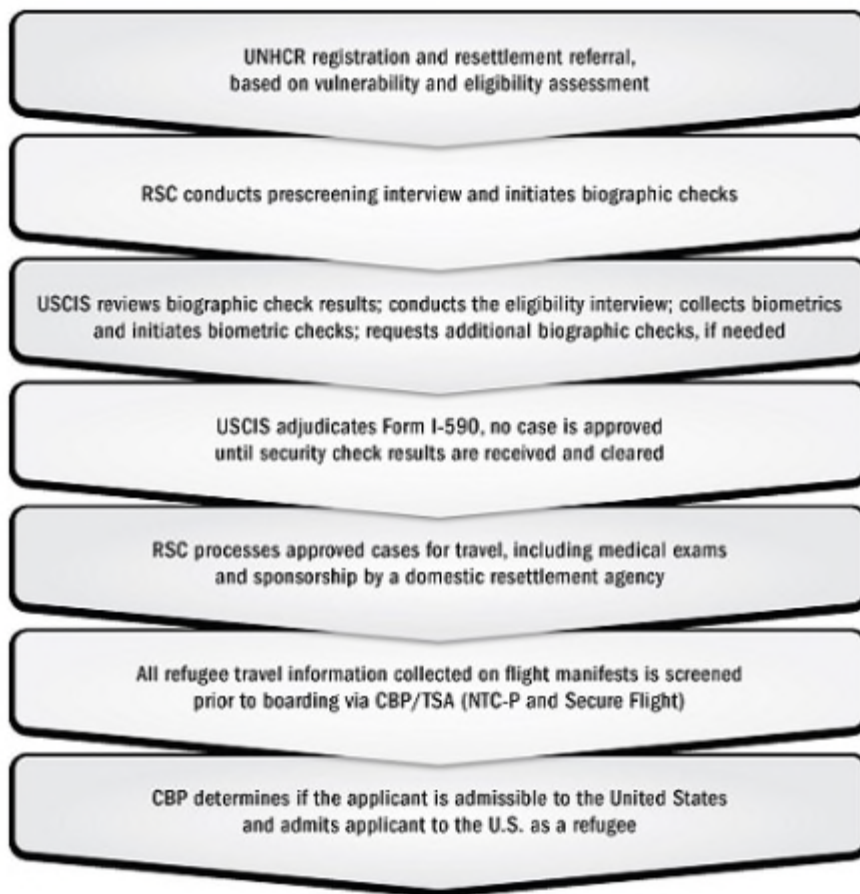 UNHCR registration and resettlement referral,
based on vulnerability and eligibility assessment
RSC conducts prescreening interview and initiates biographic checks
USCIS reviews biographic check results; conducts the eligibility interview; collects biometrics
and initiates biometric checks; requests additional biographic checks, if needed
USCIS adjudicates Form I-590, no case is approved
until security check results are received and cleared
RSC processes approved cases for travel, including medical exams
and sponsorship by a domestic resettlement agency
All refugee travel information collected on flight manifests is screened
prior to boarding via CBP/TSA (NTC-P and Secure Flight)
CBP determines if the applicant is admissible to the United States
and admits applicant to the U.S. as a refugee